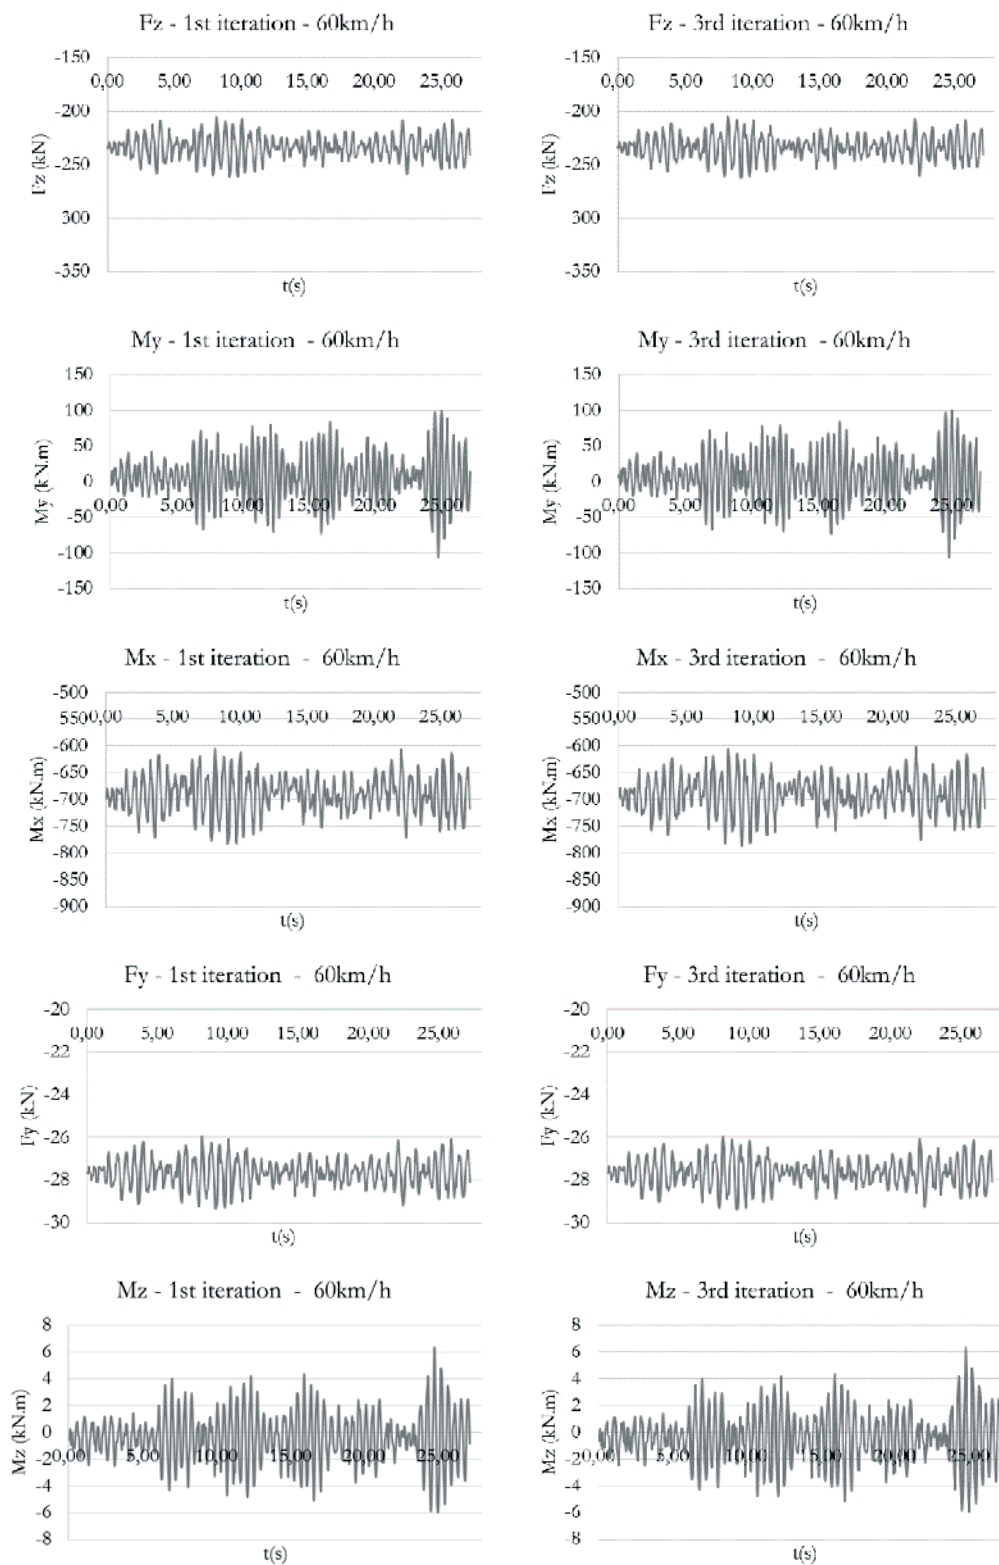 Fz - 1st iteration - 60km/h
-150
0,00 5,00 10,00 15,00 20,00 25,00
-200
-250
300
-350
Fz (kN)
t(s)
Fz - 3rd iteration - 60km/h
-150
0,00 5,00 10,00 15,00 20,00 25,00
-200
-250
300
-350
Fz (kN)
t(s)
My - 1st iteration - 60km/h
150
100
50
0
0,00 5,00 10,00 15,00 20,00 25,00
-50
-100
-150
My (kN.m)
t(s)
My - 3rd iteration - 60km/h
150
100
50
0
0,00 5,00 10,00 15,00 20,00 25,00
-50
-100
-150
My (kN.m)
t(s)
Mx - 1st iteration - 60km/h
-500
550 0,00 5,00 10,00 15,00 20,00 25,00
-600
-650
-700
-750
-800
-850
-900
Mx (kN.m)
t(s)
Mx - 3rd iteration - 60km/h
-500
550 0,00 5,00 10,00 15,00 20,00 25,00
-600
-650
-700
-750
-800
-850
-900
Mx (kN.m)
t(s)
Fy - 1st iteration - 60km/h
-20
0,00 5,00 10,00 15,00 20,00 25,00
-22
-24
-26
-28
-30
Fy (kN)
t(s)
Fy - 3rd iteration - 60km/h
-20
0,00 5,00 10,00 15,00 20,00 25,00
-22
-24
-26
-28
-30
Fy (kN)
t(s)
Mz - 1st iteration - 60km/h
8
6
4
2
0
0,00 5,00 10,00 15,00 20,00 25,00
-2
-4
-6
-8
Mz (kN.m)
t(s)
Mz - 3rd iteration - 60km/h
8
6
4
2
0
0,00 5,00 10,00 15,00 20,00 25,00
-2
-4
-6
-8
Mz (kN.m)
t(s)